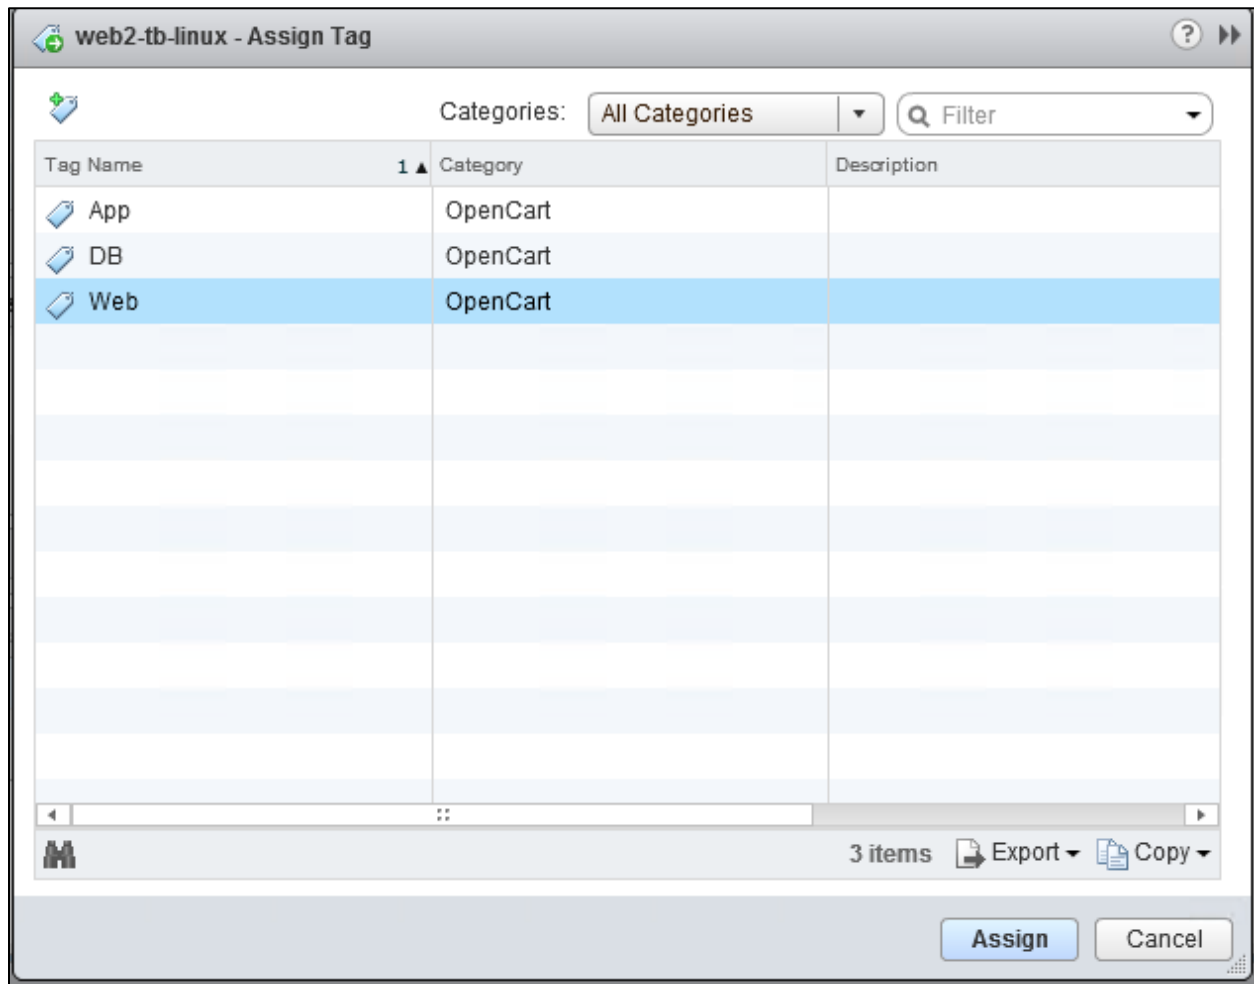 web2-tb-linux - Assign Tag ?
Categories: All Categories Filter
Tag Name 1 Category Description
App OpenCart
DB OpenCart
Web OpenCart
3 items Export Copy
Assign Cancel